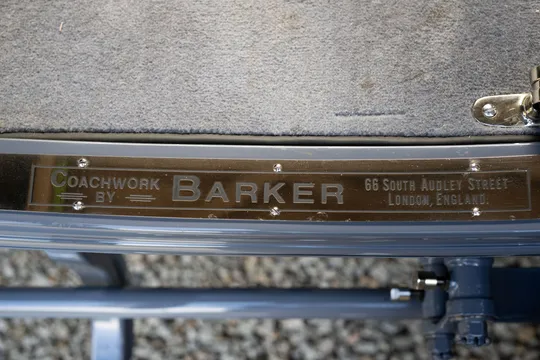 COACHWORK
BY
BARKER
66 SOUTH AUDLEY STREET
LONDON, ENGLAND.